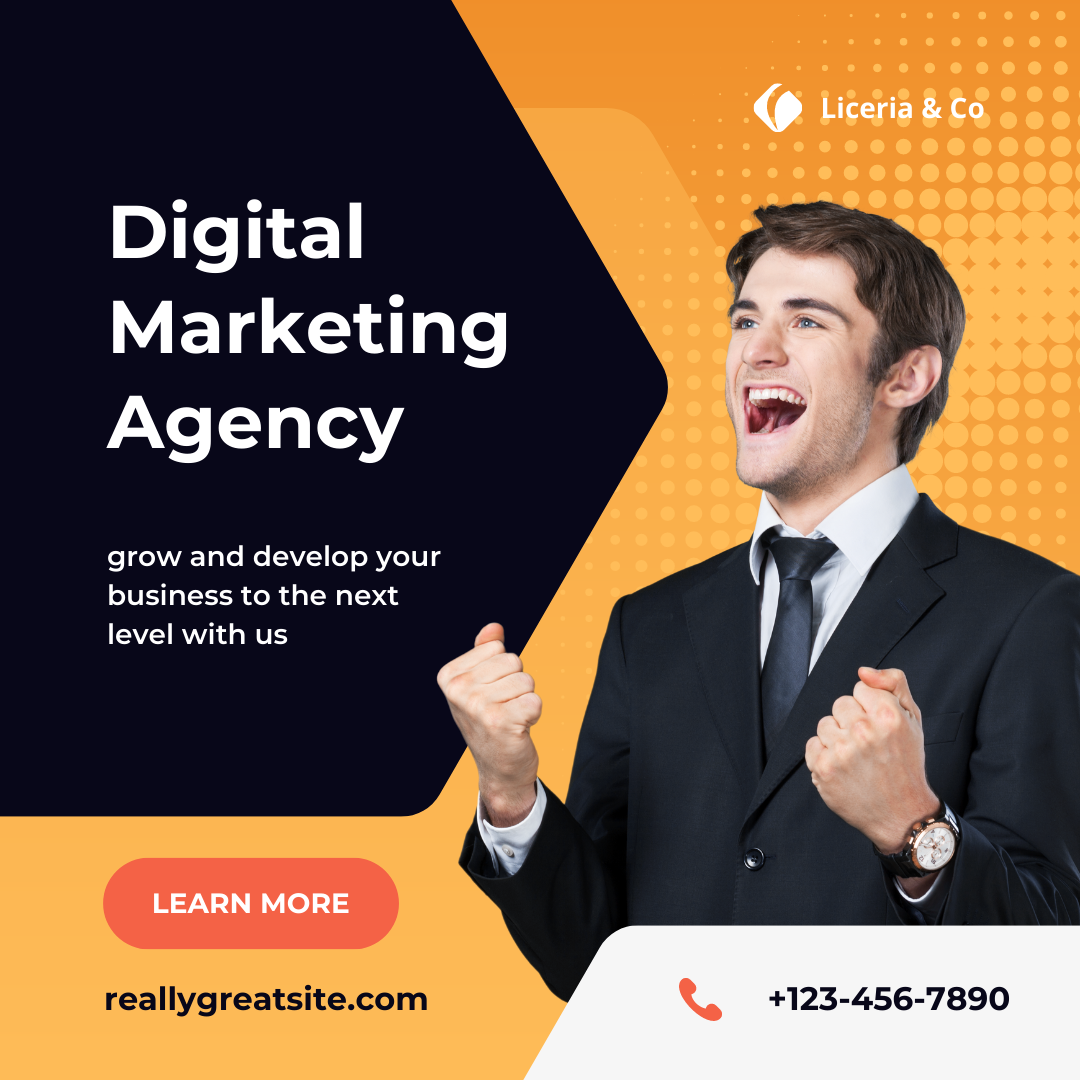 Liceria & Co
Digital
Marketing
Agency
grow and develop your
business to the next
level with us
LEARN MORE
reallygreatsite.com
+123-456-7890